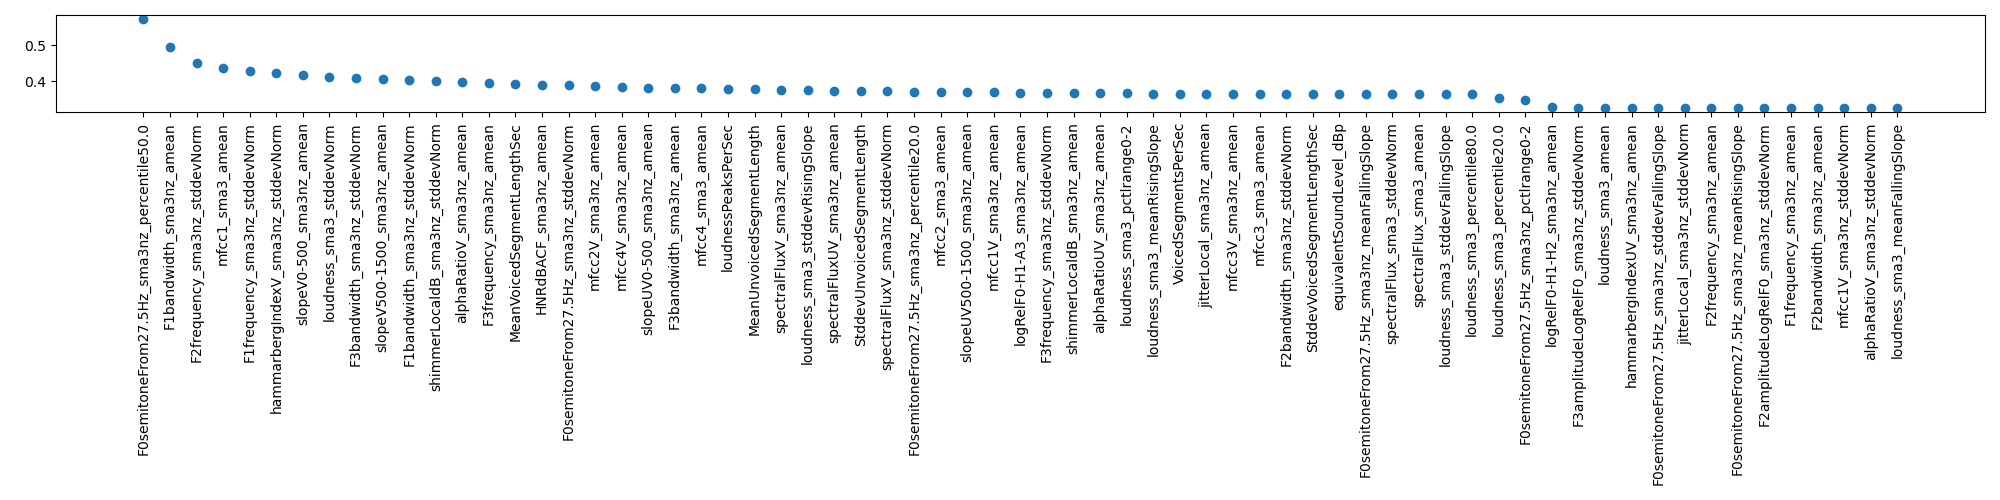 0.5
0.4
F0semitoneFrom27.5Hz_sma3nz_percentile50.0
F1bandwidth_sma3nz_amean
F2frequency_sma3nz_stddevNorm
mfcc1_sma3_amean
F1frequency_sma3nz_stddevNorm
hammarbergIndexV_sma3nz_stddevNorm
slopeV0-500_sma3nz_amean
loudness_sma3_stddevNorm
F3bandwidth_sma3nz_stddevNorm
slopeV500-1500_sma3nz_amean
F1bandwidth_sma3nz_stddevNorm
shimmerLocaldB_sma3nz_stddevNorm
alphaRatioV_sma3nz_amean
F3frequency_sma3nz_amean
MeanVoicedSegmentLengthSec
HNRdBACF_sma3nz_amean
F0semitoneFrom27.5Hz_sma3nz_stddevNorm
mfcc2V_sma3nz_amean
mfcc4V_sma3nz_amean
slopeUV0-500_sma3nz_amean
F3bandwidth_sma3nz_amean
mfcc4_sma3_amean
loudnessPeaksPerSec
MeanUnvoicedSegmentLength
spectralFluxV_sma3nz_amean
loudness_sma3_stddevRisingSlope
spectralFluxUV_sma3nz_amean
StddevUnvoicedSegmentLength
spectralFluxV_sma3nz_stddevNorm
F0semitoneFrom27.5Hz_sma3nz_percentile20.0
mfcc2_sma3_amean
slopeUV500-1500_sma3nz_amean
mfcc1V_sma3nz_amean
logRelF0-H1-A3_sma3nz_amean
F3frequency_sma3nz_stddevNorm
shimmerLocaldB_sma3nz_amean
alphaRatioUV_sma3nz_amean
loudness_sma3_pctlrange0-2
loudness_sma3_meanRisingSlope
VoicedSegmentsPerSec
jitterLocal_sma3nz_amean
mfcc3V_sma3nz_amean
mfcc3_sma3_amean
F2bandwidth_sma3nz_stddevNorm
StddevVoicedSegmentLengthSec
equivalentSoundLevel_dBp
F0semitoneFrom27.5Hz_sma3nz_meanFallingSlope
spectralFlux_sma3_stddevNorm
spectralFlux_sma3_amean
loudness_sma3_stddevFallingSlope
loudness_sma3_percentile80.0
loudness_sma3_percentile20.0
F0semitoneFrom27.5Hz_sma3nz_pctlrange0-2
logRelF0-H1-H2_sma3nz_amean
F3amplitudeLogRelF0_sma3nz_stddevNorm
loudness_sma3_amean
hammarbergIndexUV_sma3nz_amean
F0semitoneFrom27.5Hz_sma3nz_stddevFallingSlope
jitterLocal_sma3nz_stddevNorm
F2frequency_sma3nz_amean
F0semitoneFrom27.5Hz_sma3nz_meanRisingSlope
F2amplitudeLogRelF0_sma3nz_stddevNorm
F1frequency_sma3nz_amean
F2bandwidth_sma3nz_amean
mfcc1V_sma3nz_stddevNorm
alphaRatioV_sma3nz_stddevNorm
loudness_sma3_meanFallingSlope